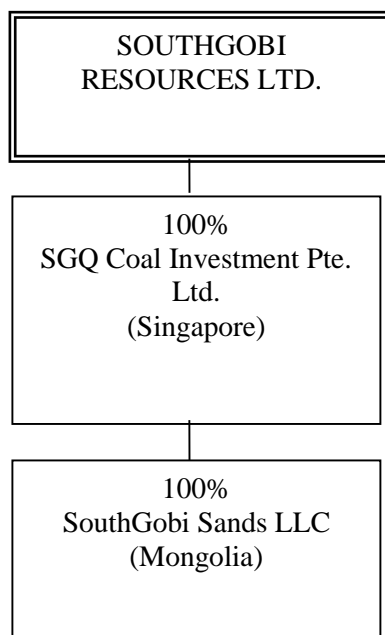 SOUTHGOBI
RESOURCES LTD.
100%
SGQ Coal Investment Pte.
Ltd.
(Singapore)
100%
SouthGobi Sands LLC
(Mongolia)